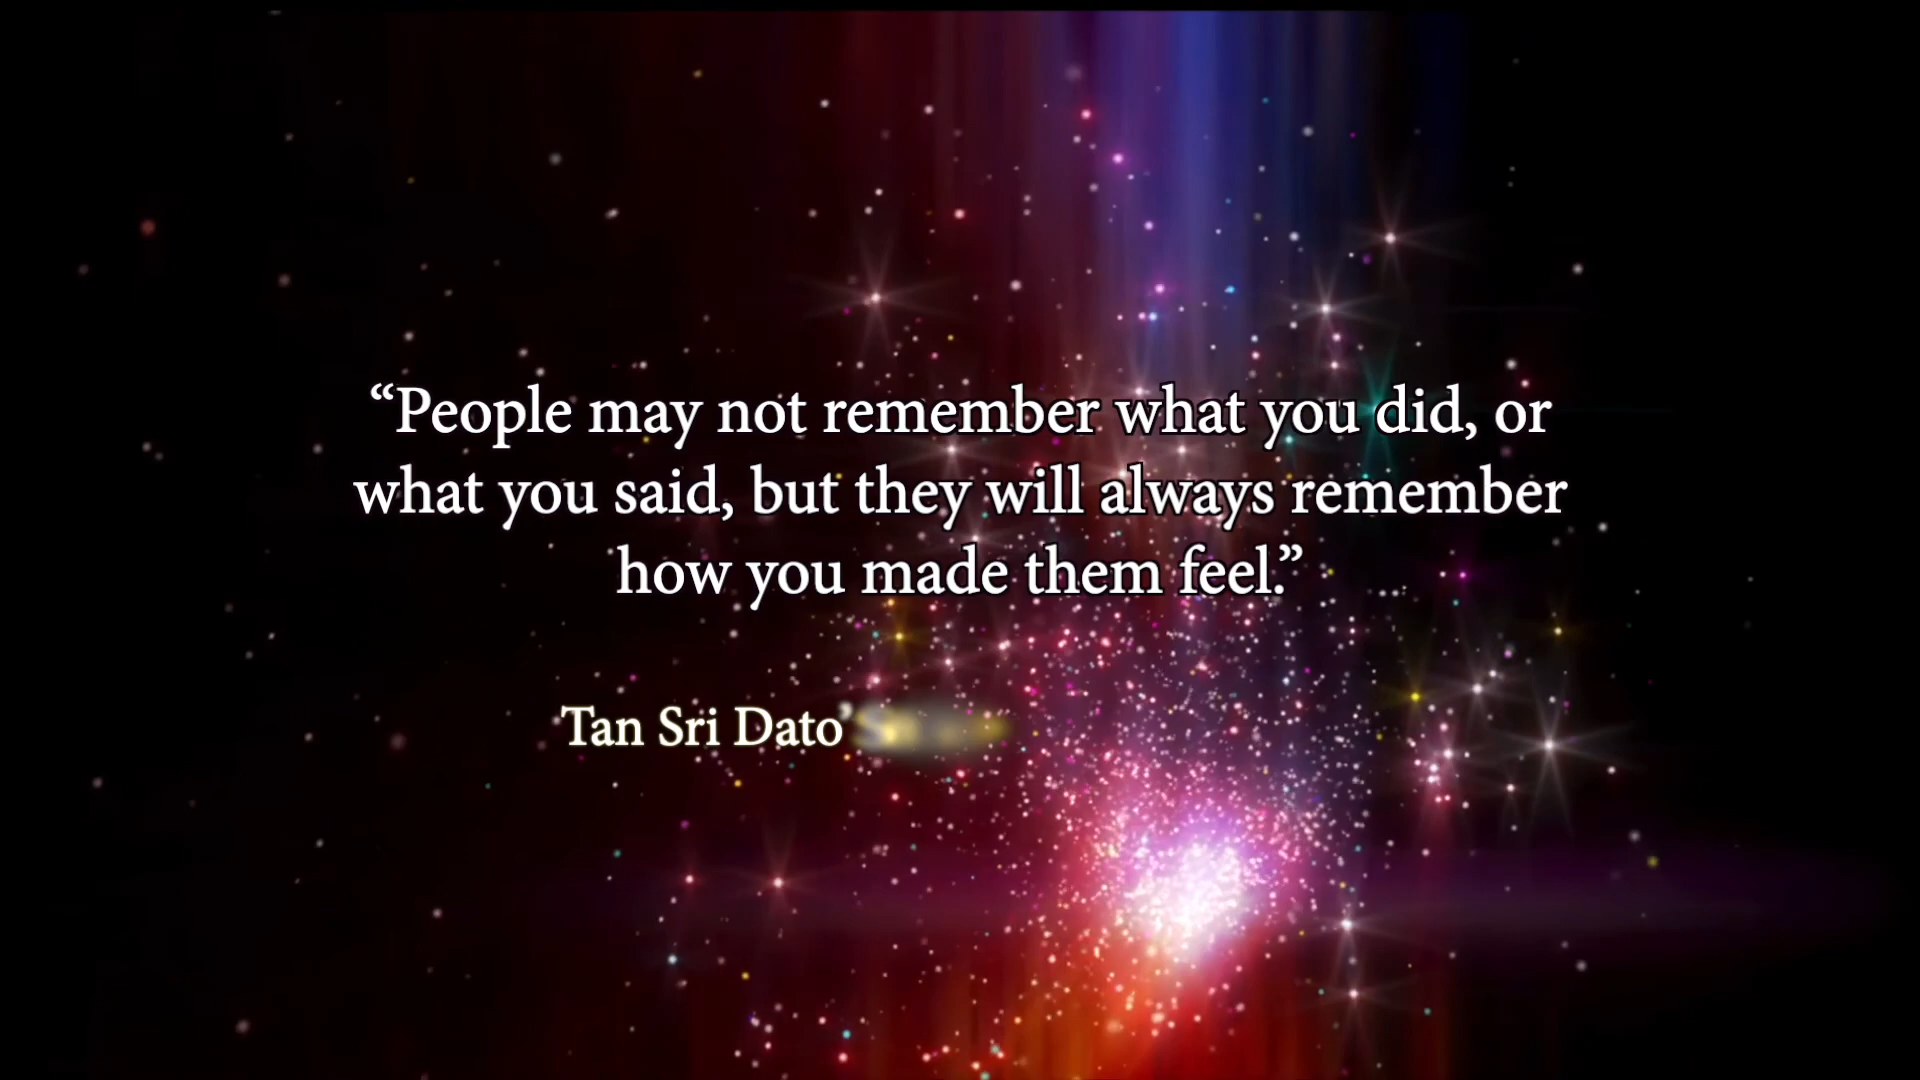 “People may not remember what you did, or
what you said, but they will always remember
how you made them feel.”
Tan Sri Dato’